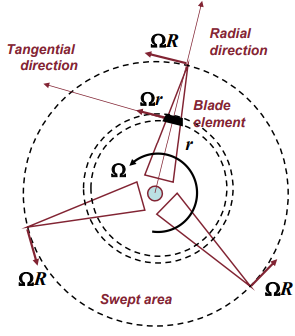 ΩR
Radial
direction
Tangential
direction
Ωr
Blade
element
r
Ω
ΩR
ΩR
Swept area